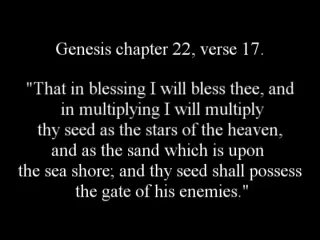 Genesis chapter 22, verse 17.
"That in blessing I will bless thee, and
in multiplying I will multiply
thy seed as the stars of the heaven,
and as the sand which is upon
the sea shore; and thy seed shall possess
the gate of his enemies."